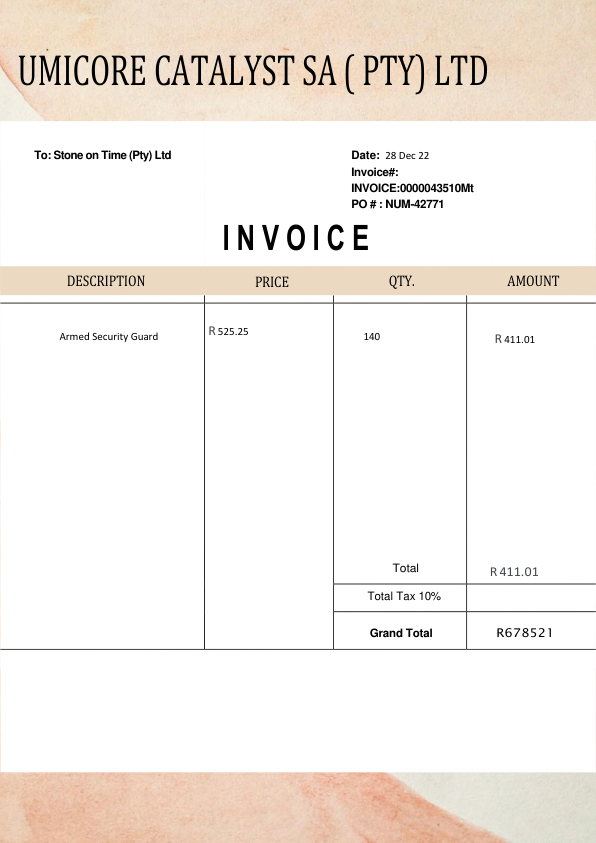 UMICORE CATALYST SA ( PTY) LTD
To: Stone on Time (Pty) Ltd
Date: 28 Dec 22
Invoice#:
INVOICE:0000043510Mt
PO # : NUM-42771
INVOICE
DESCRIPTION PRICE QTY. AMOUNT
Armed Security Guard R 525.25 140 R 411.01
Total R 411.01
Total Tax 10%
Grand Total R678521